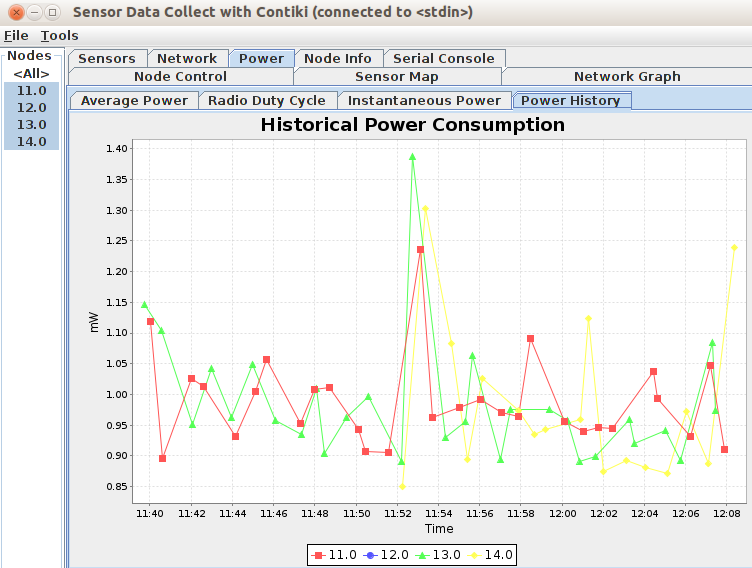 Sensor Data Collect with Contiki (connected to <stdin>)
File Tools
Nodes
<All>
11.0
12.0
13.0
14.0
Sensors Network Power Node Info Serial Console
Node Control Sensor Map Network Graph
Average Power Radio Duty Cycle Instantaneous Power Power History
Historical Power Consumption
1.40
1.35
1.30
1.25
1.20
1.15
1.10
1.05
1.00
0.95
0.90
0.85
mW
11:40 11:42 11:44 11:46 11:48 11:50 11:52 11:54 11:56 11:58 12:00 12:02 12:04 12:06 12:08
Time
11.0 12.0 13.0 14.0